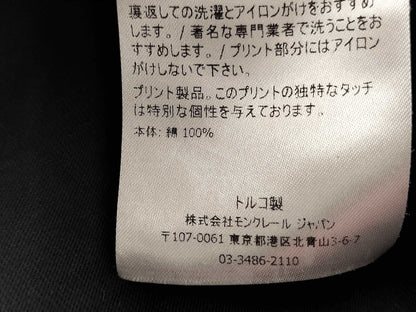 裏返しての洗濯とアイロンがけをおすすめ
します。/ 著名な専門業者で洗うことをお
すすめします。/ プリント部分にはアイロン
がけしないで下さい。
プリント製品。このプリントの独特なタッチ
は特別な個性を与えております。
本体: 綿 100%
トルコ製
株式会社モンクレール ジャパン
〒107-0061 東京都港区北青山3-6-7
03-3486-2110